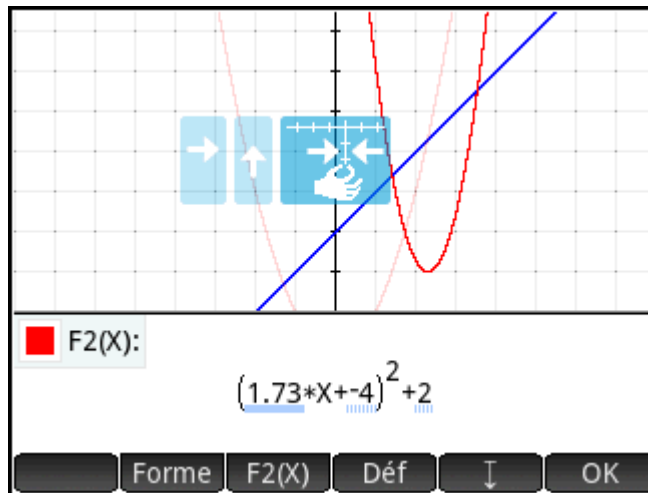 F2(X):
(1.73*X+-4)²+2
Forme F2(X) Déf ↧ OK